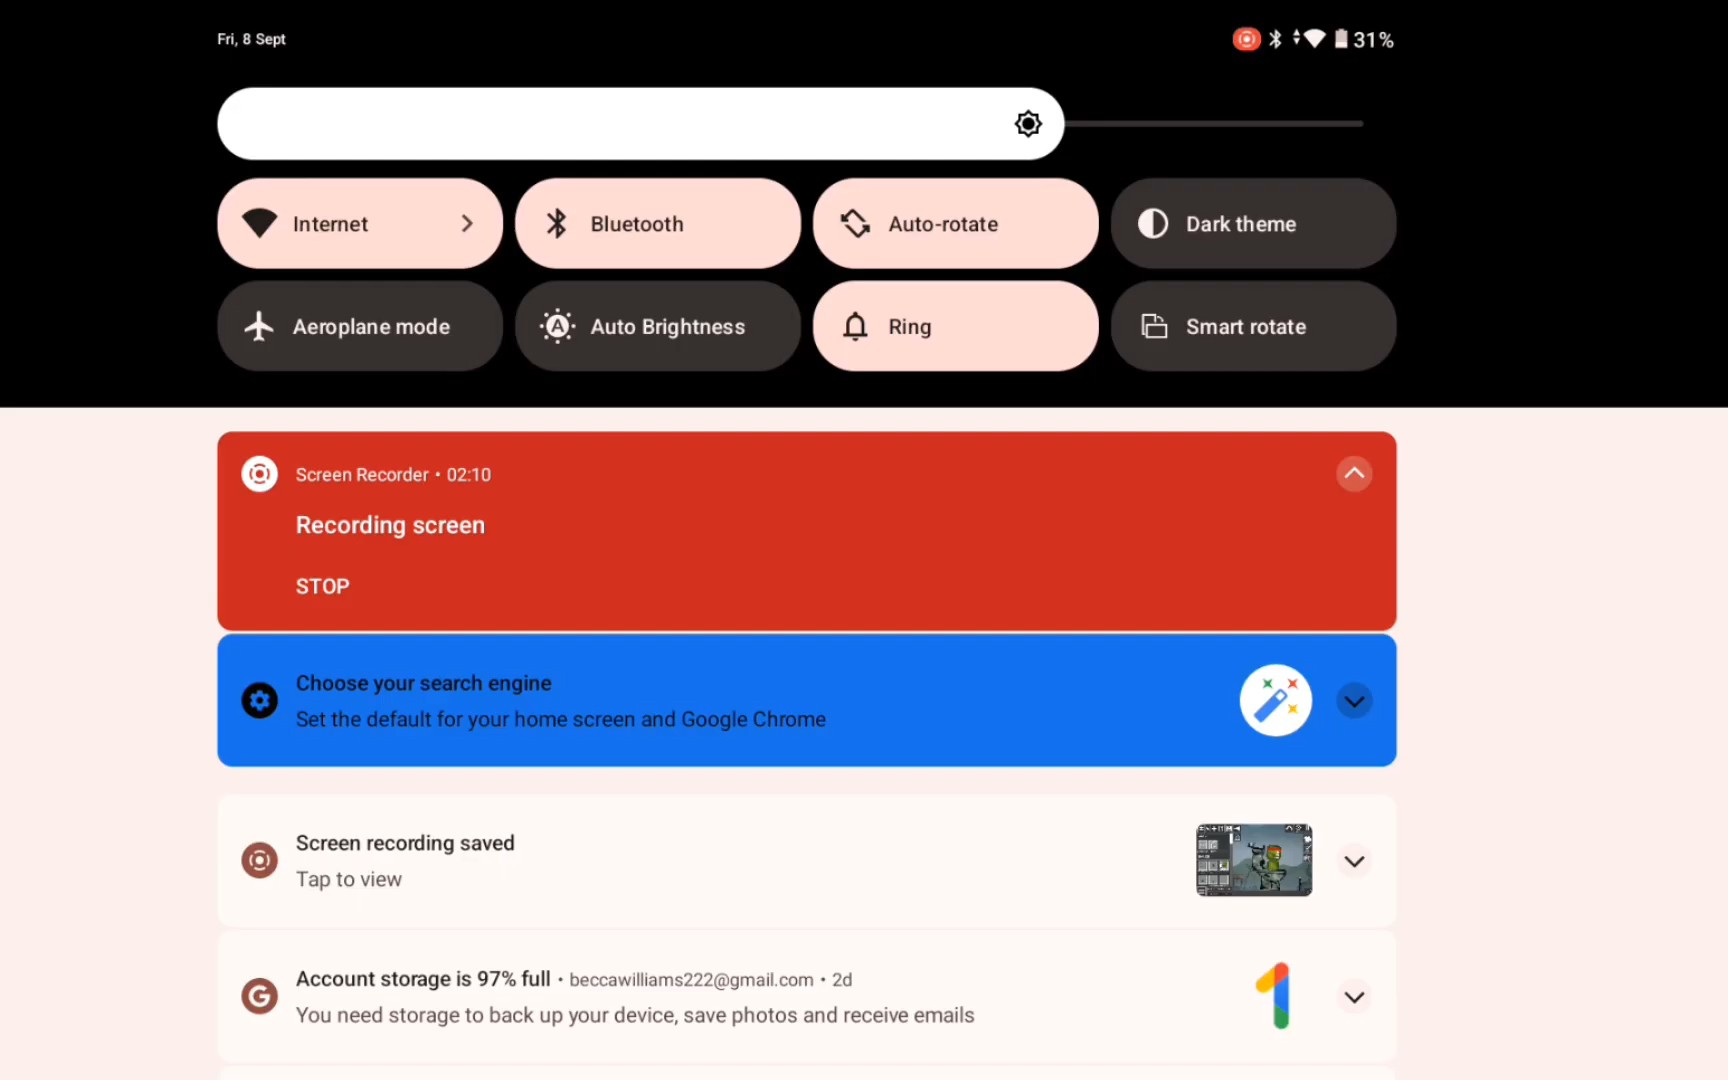 Fri, 8 Sept
31%
Internet
Bluetooth
Auto-rotate
Dark theme
Aeroplane mode
Auto Brightness
Ring
Smart rotate
Screen Recorder • 02:10
Recording screen
STOP
Choose your search engine
Set the default for your home screen and Google Chrome
Screen recording saved
Tap to view
Account storage is 97% full • beccawilliams222@gmail.com • 2d
You need storage to back up your device, save photos and receive emails